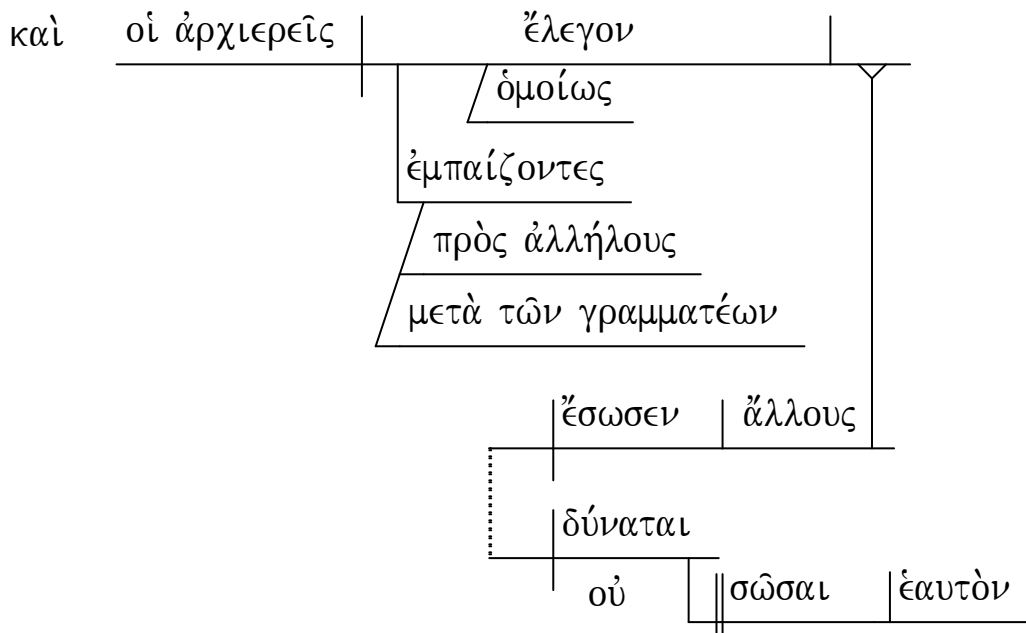 καὶ οἱ ἀρχιερεῖς ἔλεγον
ὁμοίως
ἐμπαίζοντες
πρὸς ἀλλήλους
μετὰ τῶν γραμματέων
ἔσωσεν ἄλλους
δύναται
οὐ σῶσαι ἑαυτὸν